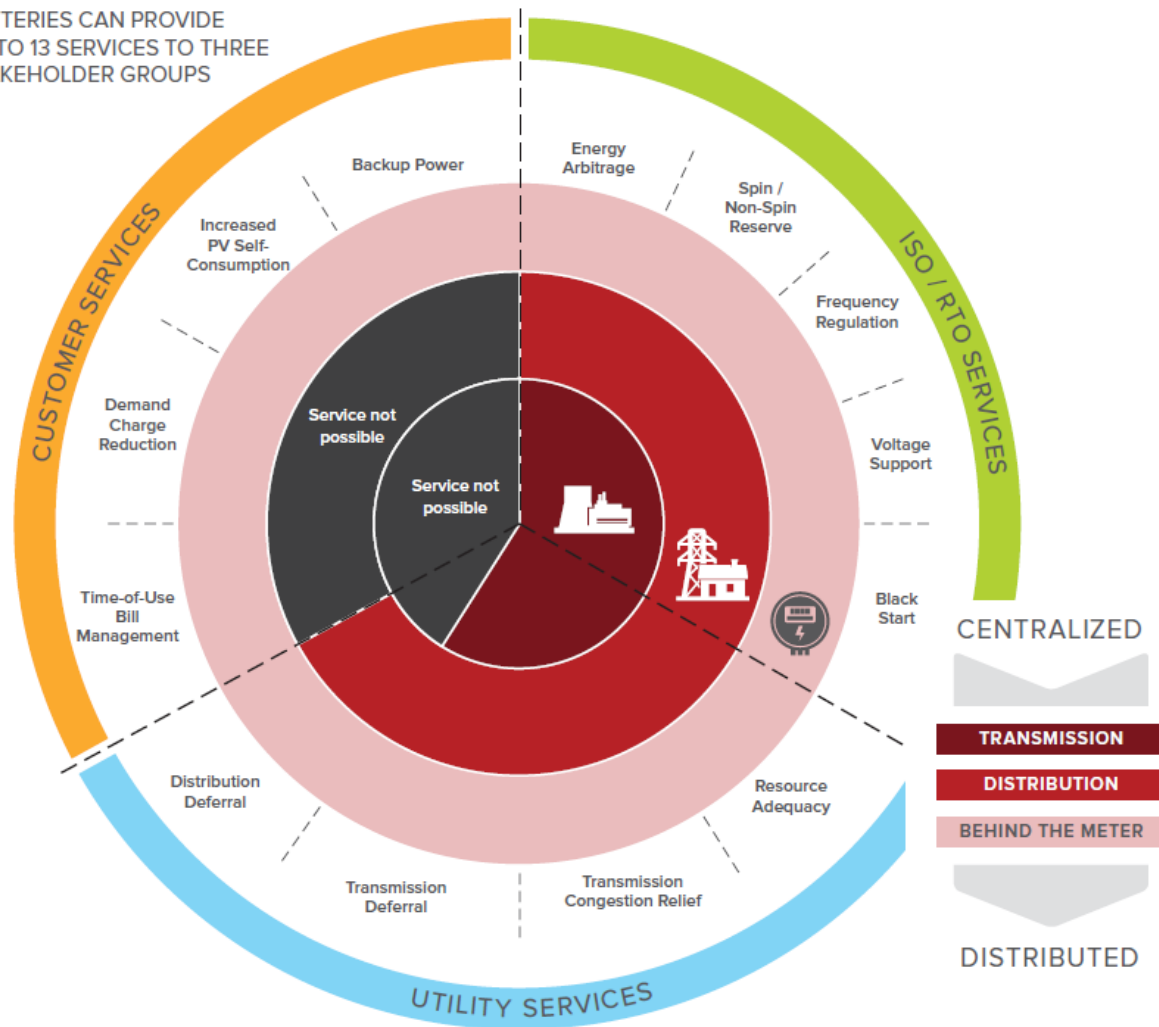 TERIES CAN PROVIDE
TO 13 SERVICES TO THREE
KEHOLDER GROUPS
CUSTOMER SERVICES
ISO / RTO SERVICES
UTILITY SERVICES
Backup Power
Energy
Arbitrage
Spin /
Non-Spin
Reserve
Increased
PV Self-
Consumption
Frequency
Regulation
Demand
Charge
Reduction
Service not
possible
Voltage
Support
Service not
possible
Time-of-Use
Bill
Management
Black
Start
Distribution
Deferral
Resource
Adequacy
Transmission
Deferral
Transmission
Congestion Relief
CENTRALIZED
TRANSMISSION
DISTRIBUTION
BEHIND THE METER
DISTRIBUTED